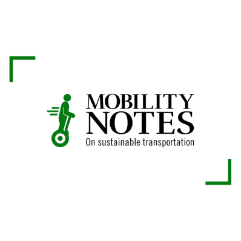 MOBILITY
NOTES
On sustainable transportation